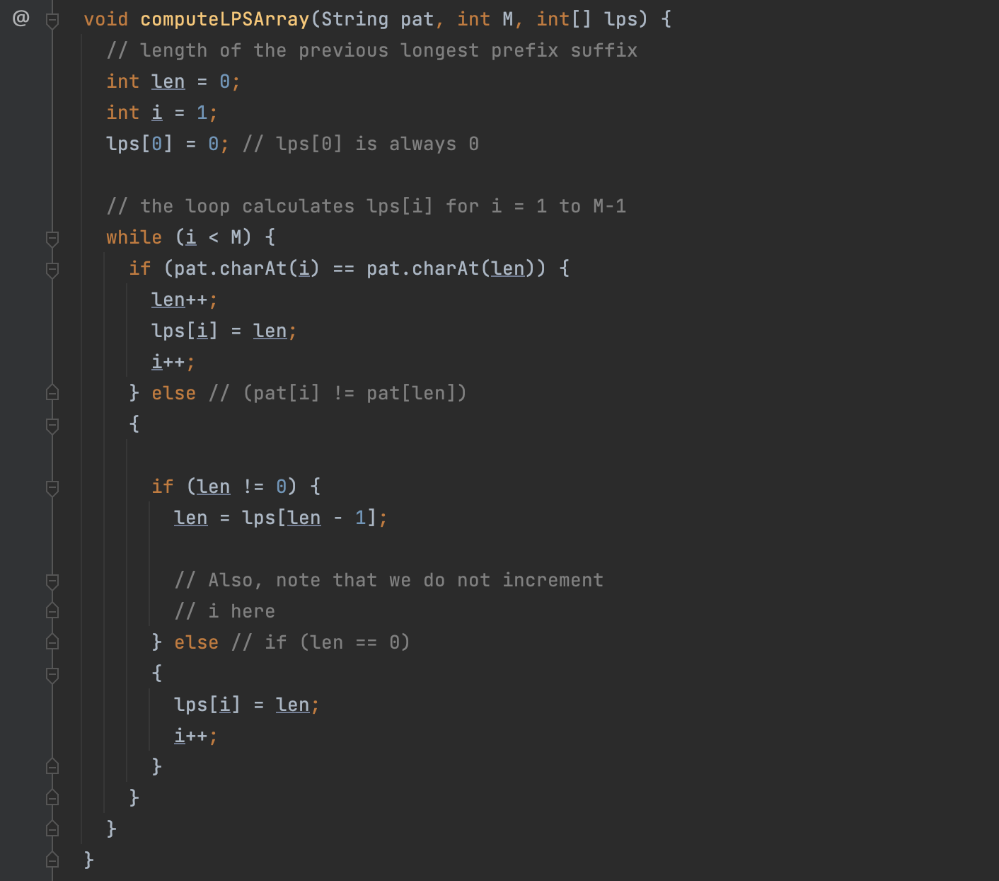 @ void computeLPSArray(String pat, int M, int[] lps) {
// length of the previous longest prefix suffix
int len = 0;
int i = 1;
lps[0] = 0; // lps[0] is always 0
// the loop calculates lps[i] for i = 1 to M-1
while (i < M) {
if (pat.charAt(i) == pat.charAt(len)) {
len++;
lps[i] = len;
i++;
} else // (pat[i] != pat[len])
{
if (len != 0) {
len = lps[len - 1];
// Also, note that we do not increment
// i here
} else // if (len == 0)
{
lps[i] = len;
i++;
}
}
}
}